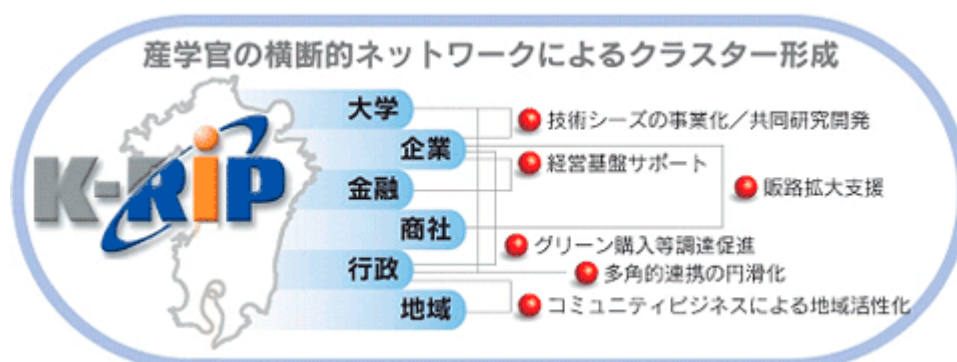 産学官の横断的ネットワークによるクラスター形成
K-RiP
大学
企業
金融
商社
行政
地域
技術シーズの事業化／共同研究開発
経営基盤サポート
販路拡大支援
グリーン購入等調達促進
多角的連携の円滑化
コミュニティビジネスによる地域活性化